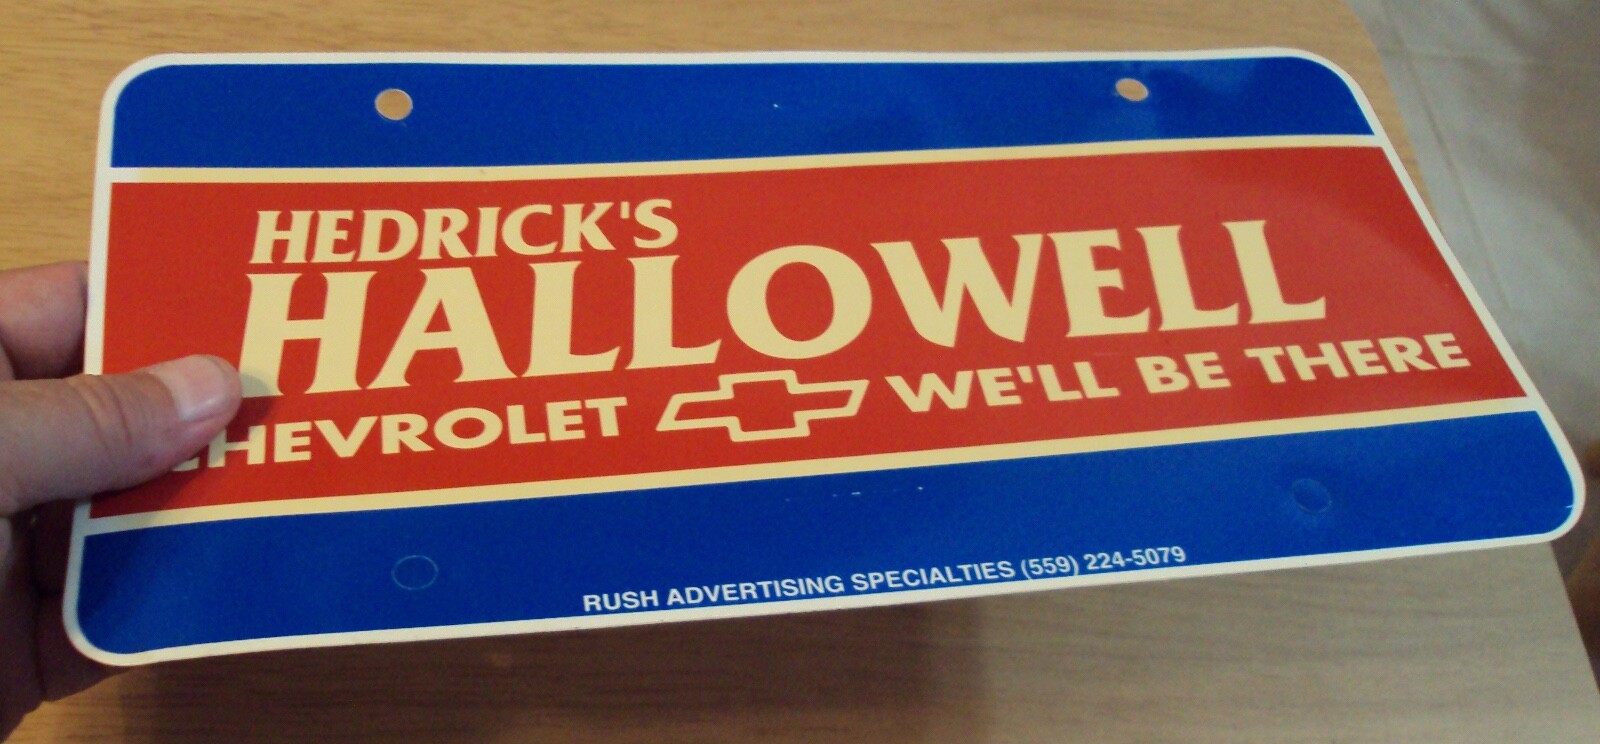 HEDRICK'S
HALLOWELL
CHEVROLET WE'LL BE THERE
RUSH ADVERTISING SPECIALTIES (559) 224-5079